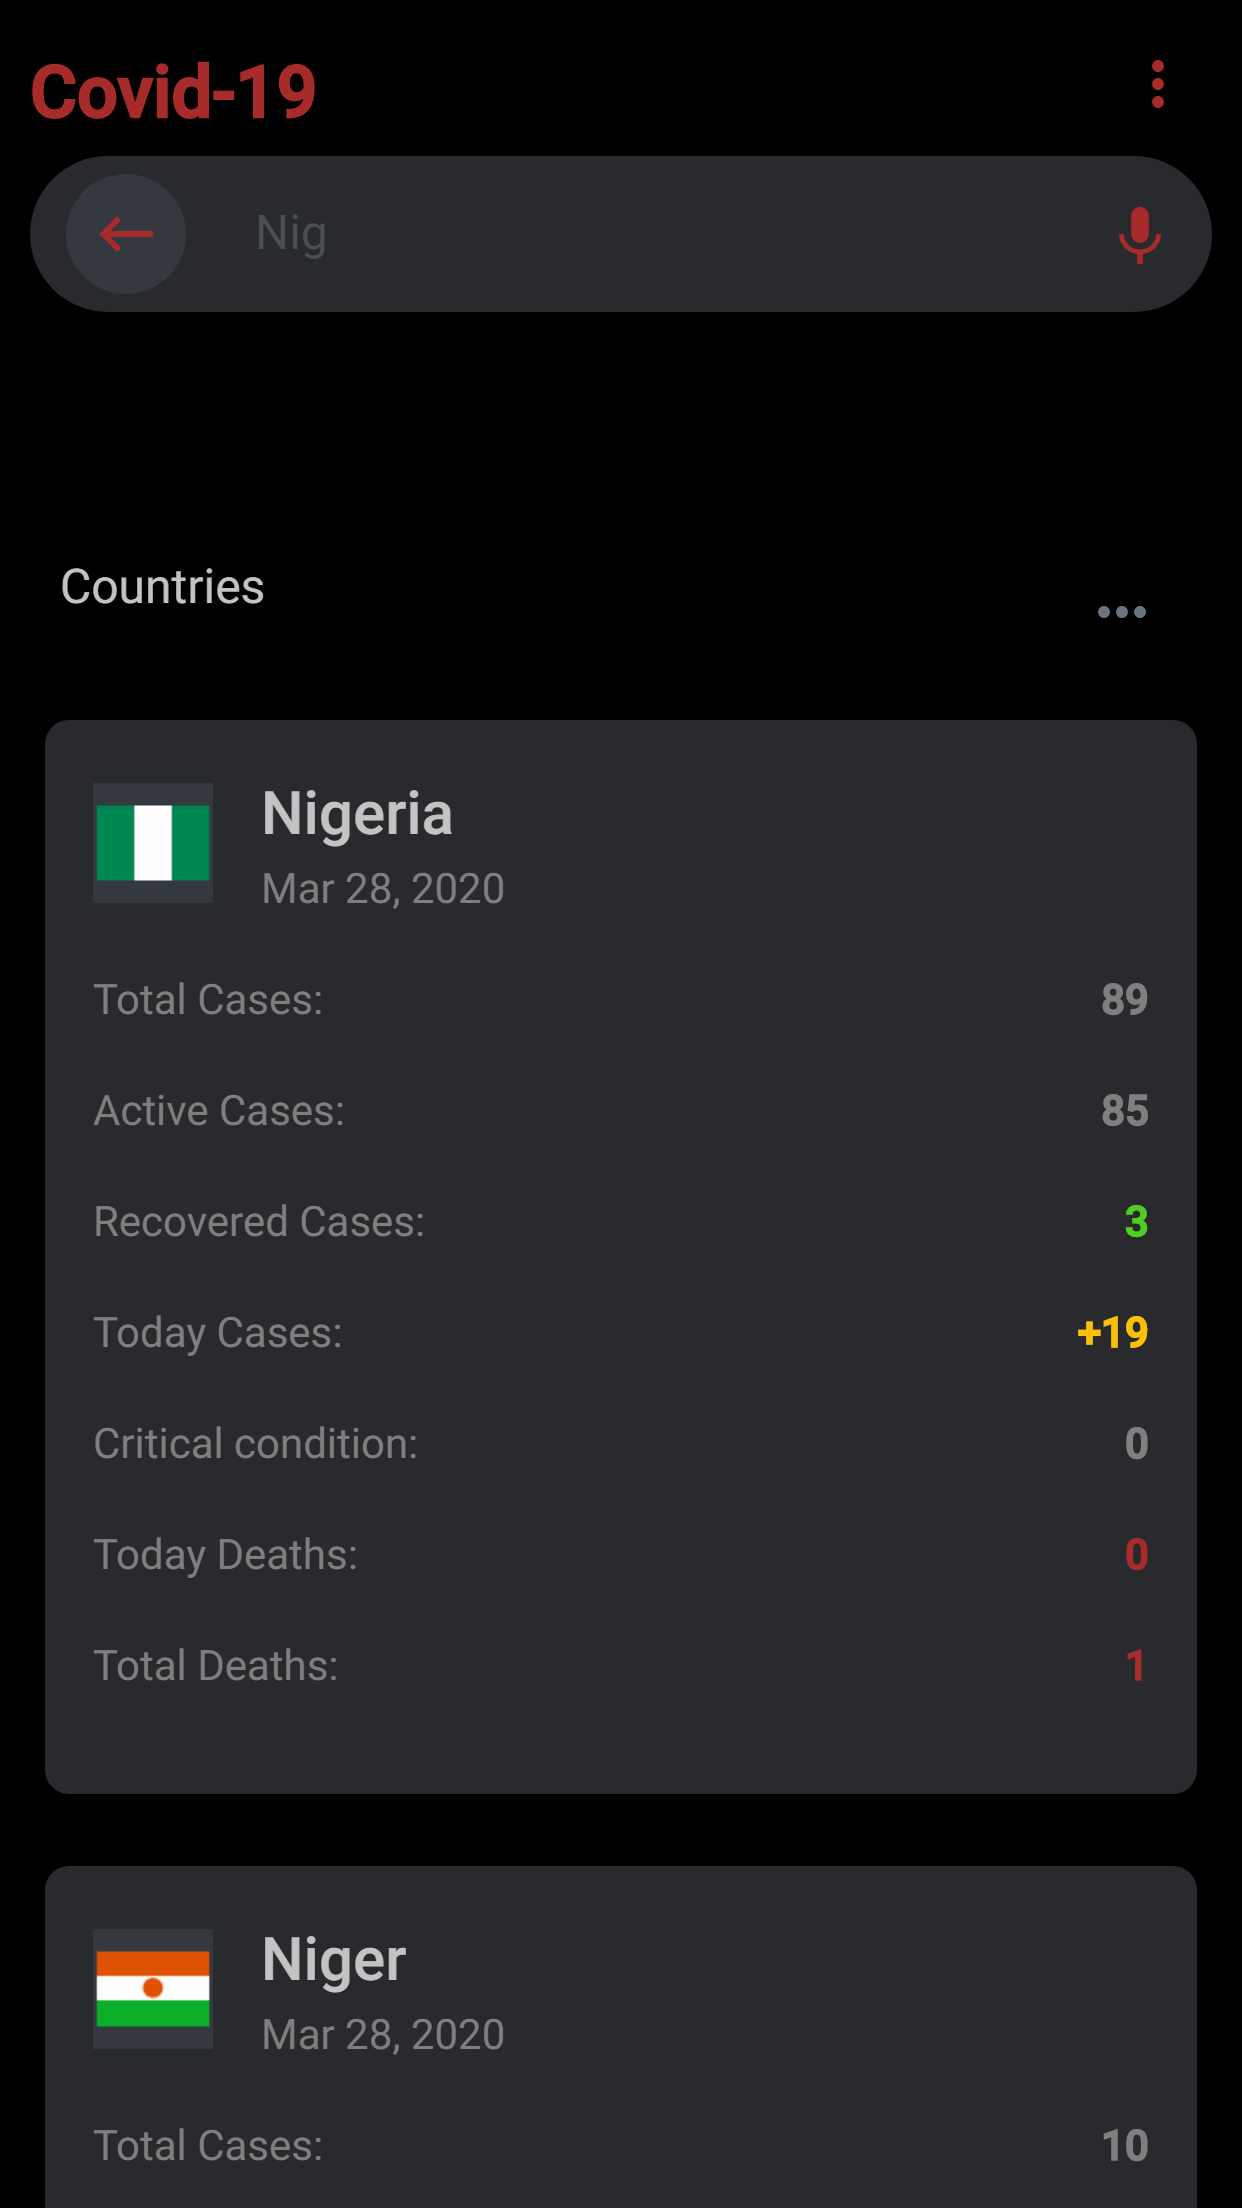 Covid-19
Nig
Countries
Nigeria
Mar 28, 2020
Total Cases: 89
Active Cases: 85
Recovered Cases: 3
Today Cases: +19
Critical condition: 0
Today Deaths: 0
Total Deaths: 1
Niger
Mar 28, 2020
Total Cases: 10